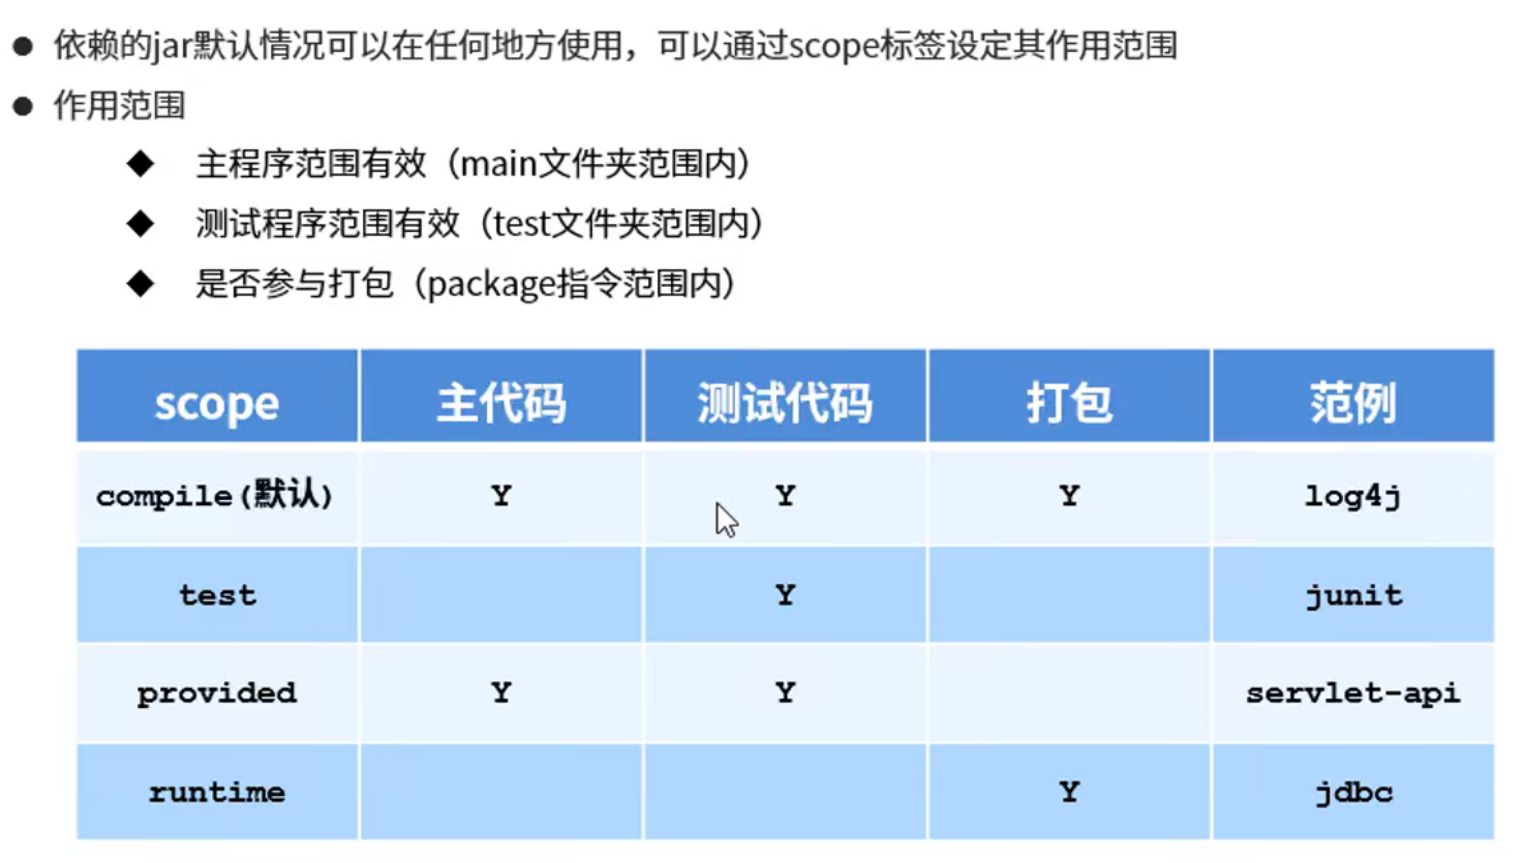 ● 依赖的jar默认情况可以在任何地方使用，可以通过scope标签设定其作用范围
● 作用范围
◆ 主程序范围有效（main文件夹范围内）
◆ 测试程序范围有效（test文件夹范围内）
◆ 是否参与打包（package指令范围内）
scope 主代码 测试代码 打包 范例
compile(默认) Y Y Y log4j
test Y junit
provided Y Y servlet-api
runtime Y jdbc